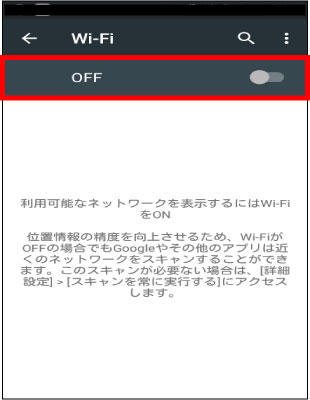 Wi-Fi
OFF
利用可能なネットワークを表示するにはWi-Fi
をON
位置情報の精度を向上させるため、Wi-Fiが
OFFの場合でもGoogleやその他のアプリは近
くのネットワークをスキャンすることができ
ます。このスキャンが必要ない場合は、[詳細
設定] > [スキャンを常に実行する]にアクセス
します。